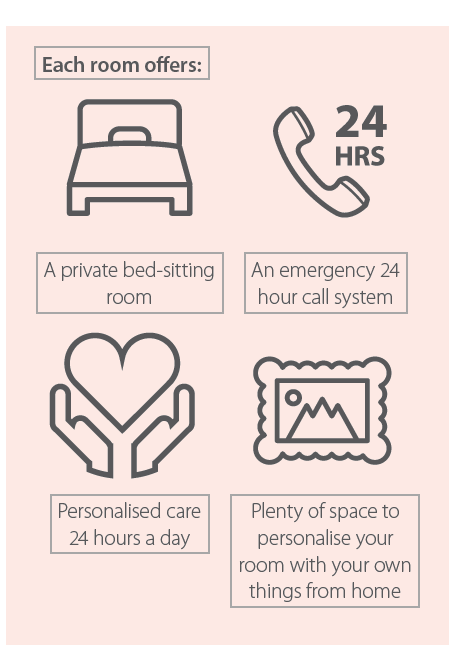 Each room offers:
24
HRS
A private bed-sitting
room
An emergency 24
hour call system
Personalised care
24 hours a day
Plenty of space to
personalise your
room with your own
things from home